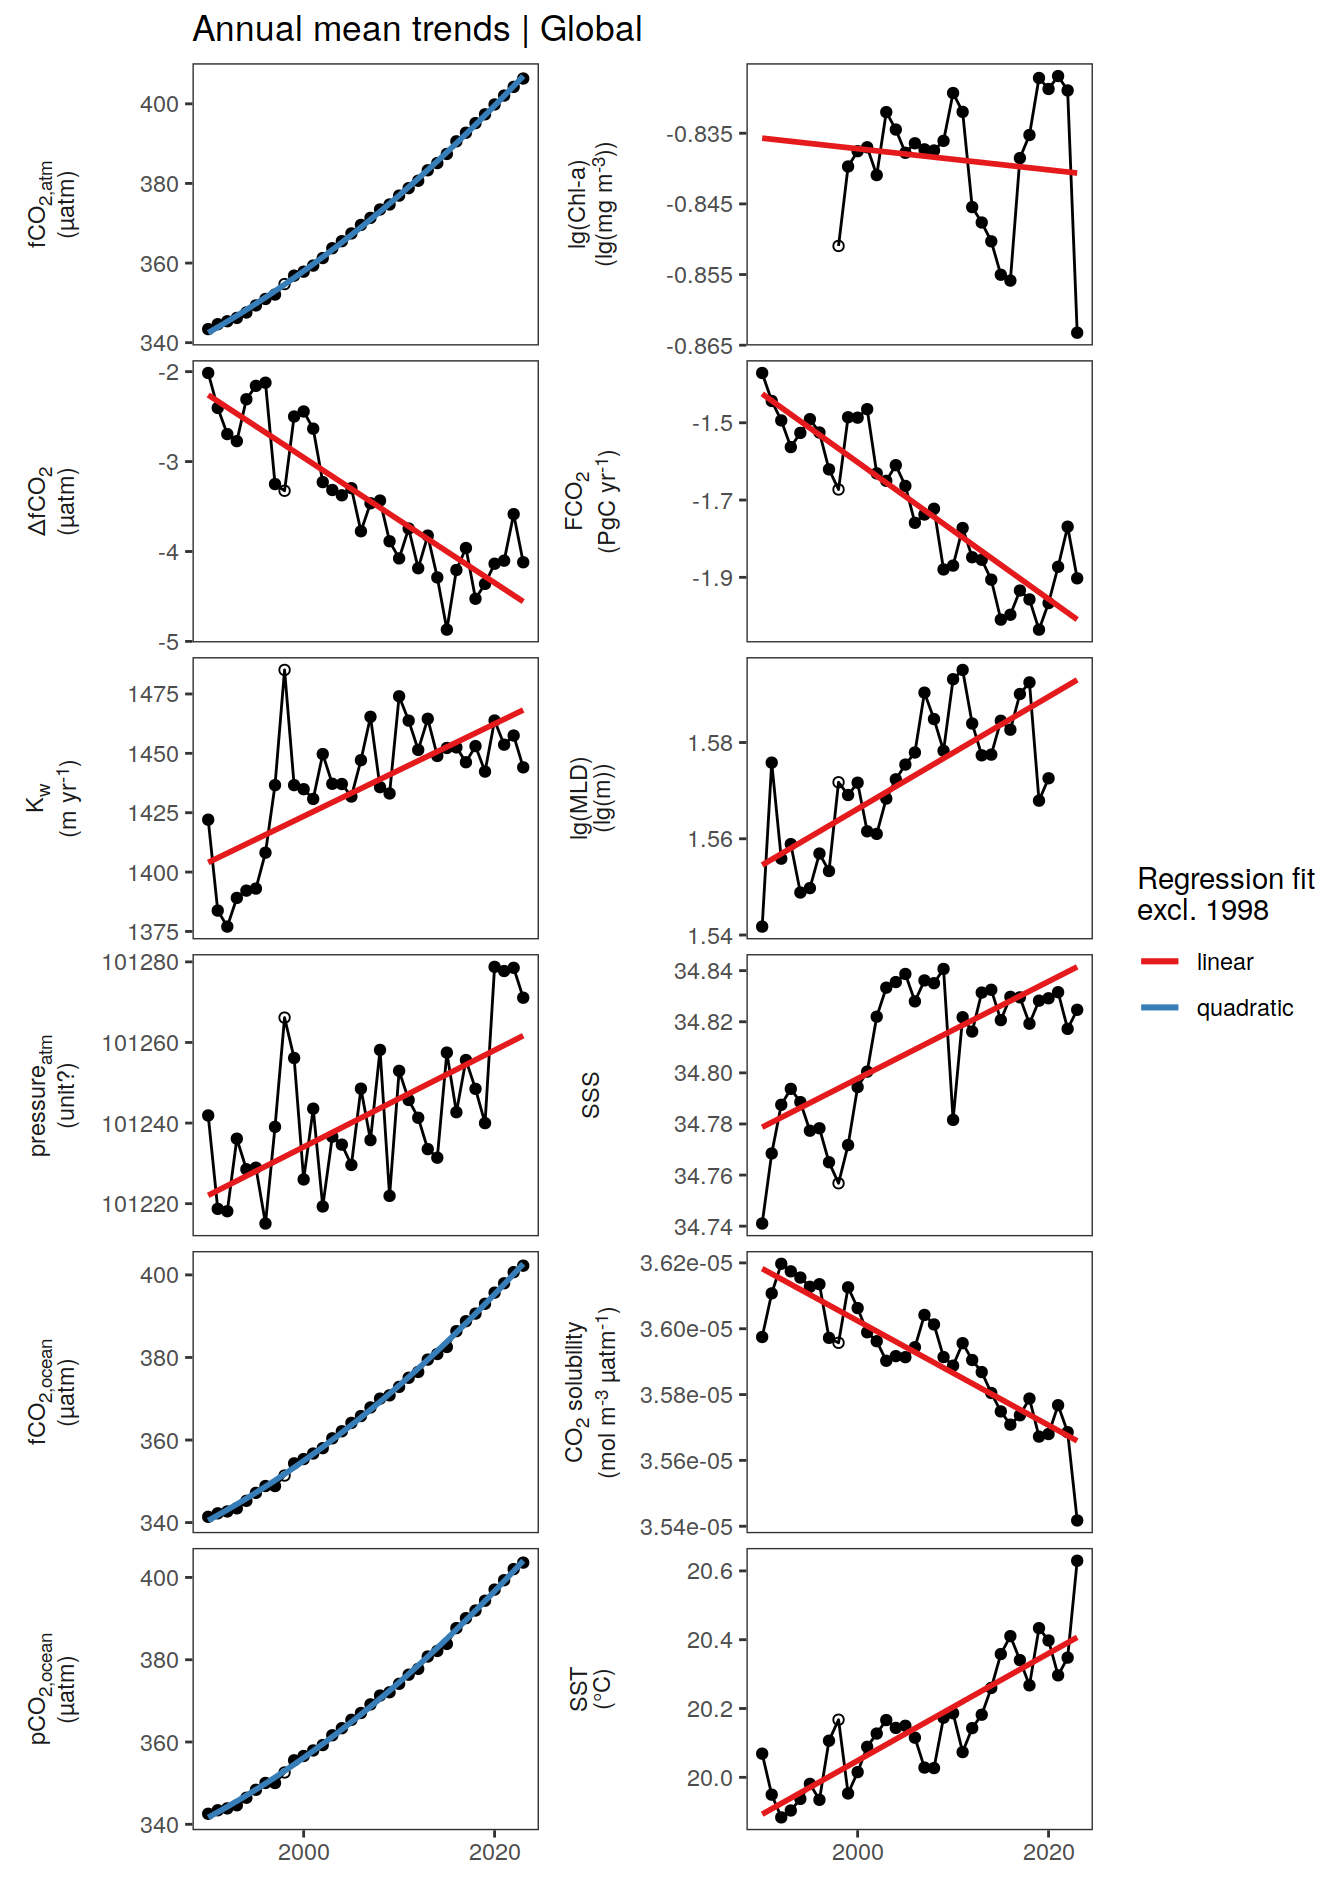 Annual mean trends | Global
fCO2,atm
(µatm)
400
380
360
340
lg(Chl-a)
(lg(mg m-3))
-0.835
-0.845
-0.855
-0.865
ΔfCO2
(µatm)
-2
-3
-4
-5
FCO2
(PgC yr-1)
-1.5
-1.7
-1.9
Kw
(m yr-1)
1475
1450
1425
1400
1375
lg(MLD)
(lg(m))
1.58
1.56
1.54
pressureatm
(unit?)
101280
101260
101240
101220
SSS
34.84
34.82
34.80
34.78
34.76
34.74
fCO2,ocean
(µatm)
400
380
360
340
CO2 solubility
(mol m-3 µatm-1)
3.62e-05
3.60e-05
3.58e-05
3.56e-05
3.54e-05
pCO2,ocean
(µatm)
400
380
360
340
SST
(°C)
20.6
20.4
20.2
20.0
2000 2020
2000 2020
Regression fit
excl. 1998
linear
quadratic